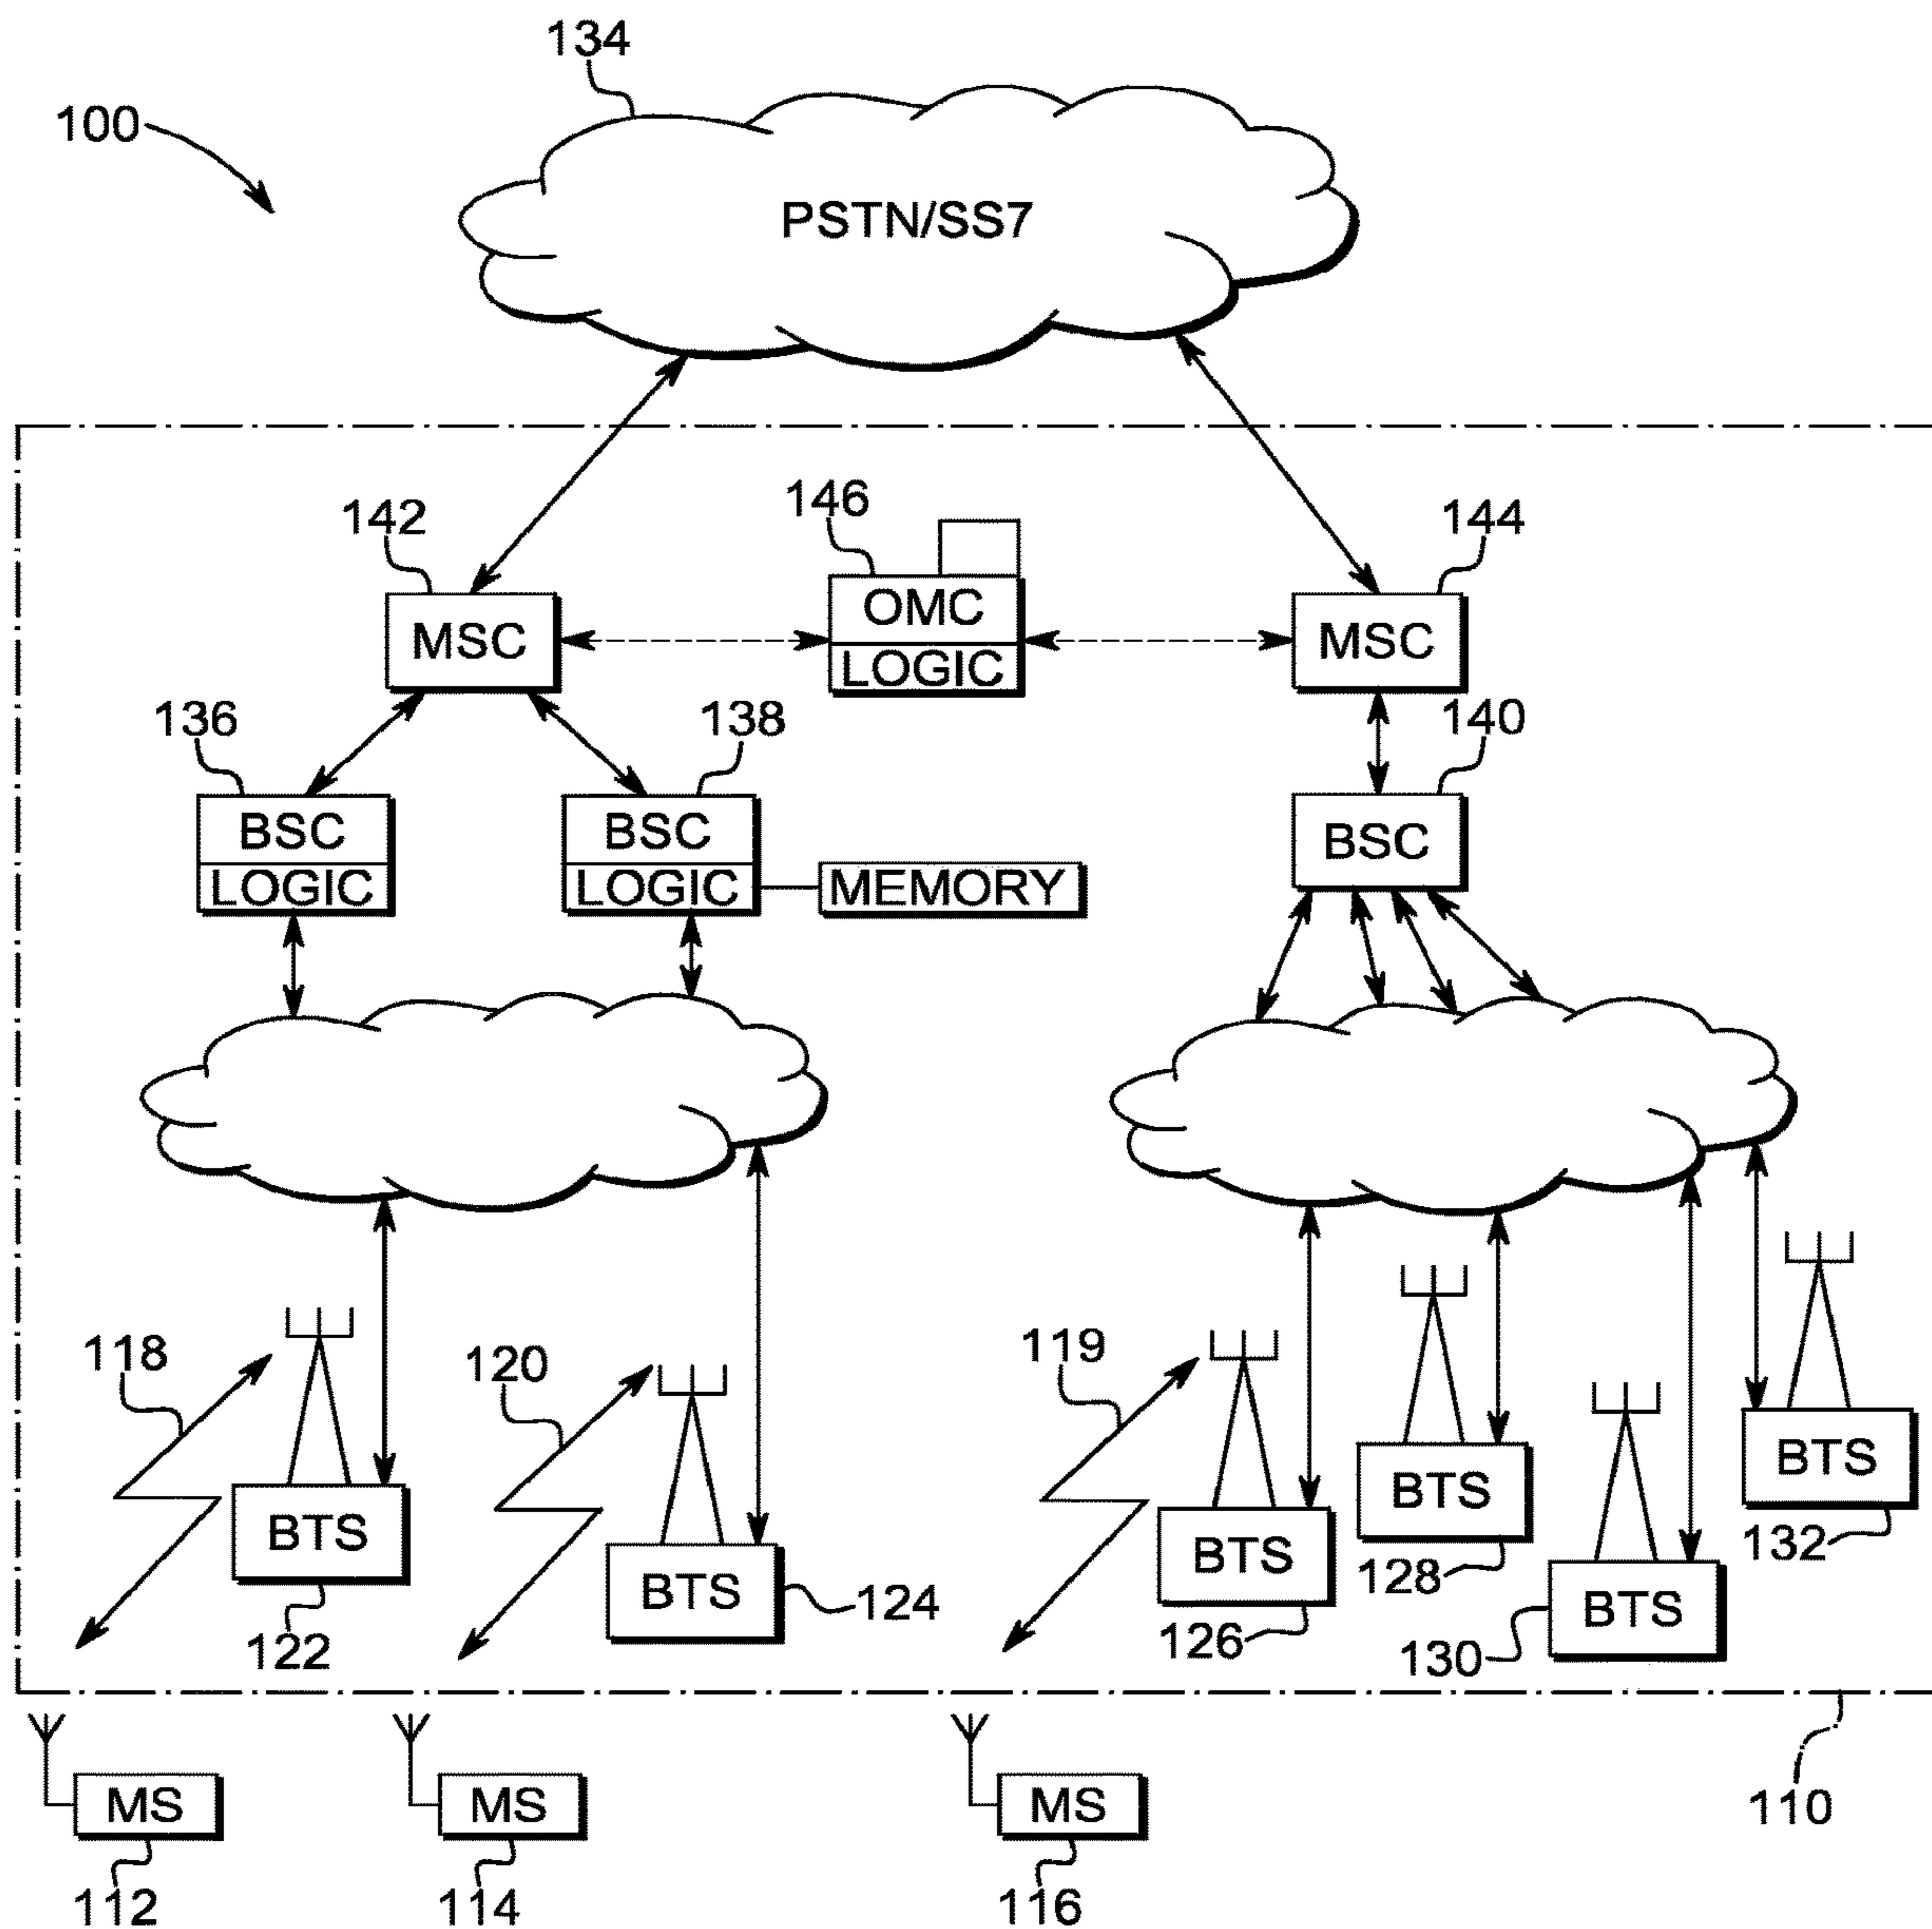 134
100
PSTN/SS7
142
146
144
OMC
MSC
LOGIC
MSC
136
138
140
BSC
LOGIC
BSC
LOGIC
MEMORY
BSC
118
120
119
BTS
BTS
BTS
BTS
BTS
BTS
122
124
126
128
130
132
MS
MS
MS
110
112
114
116